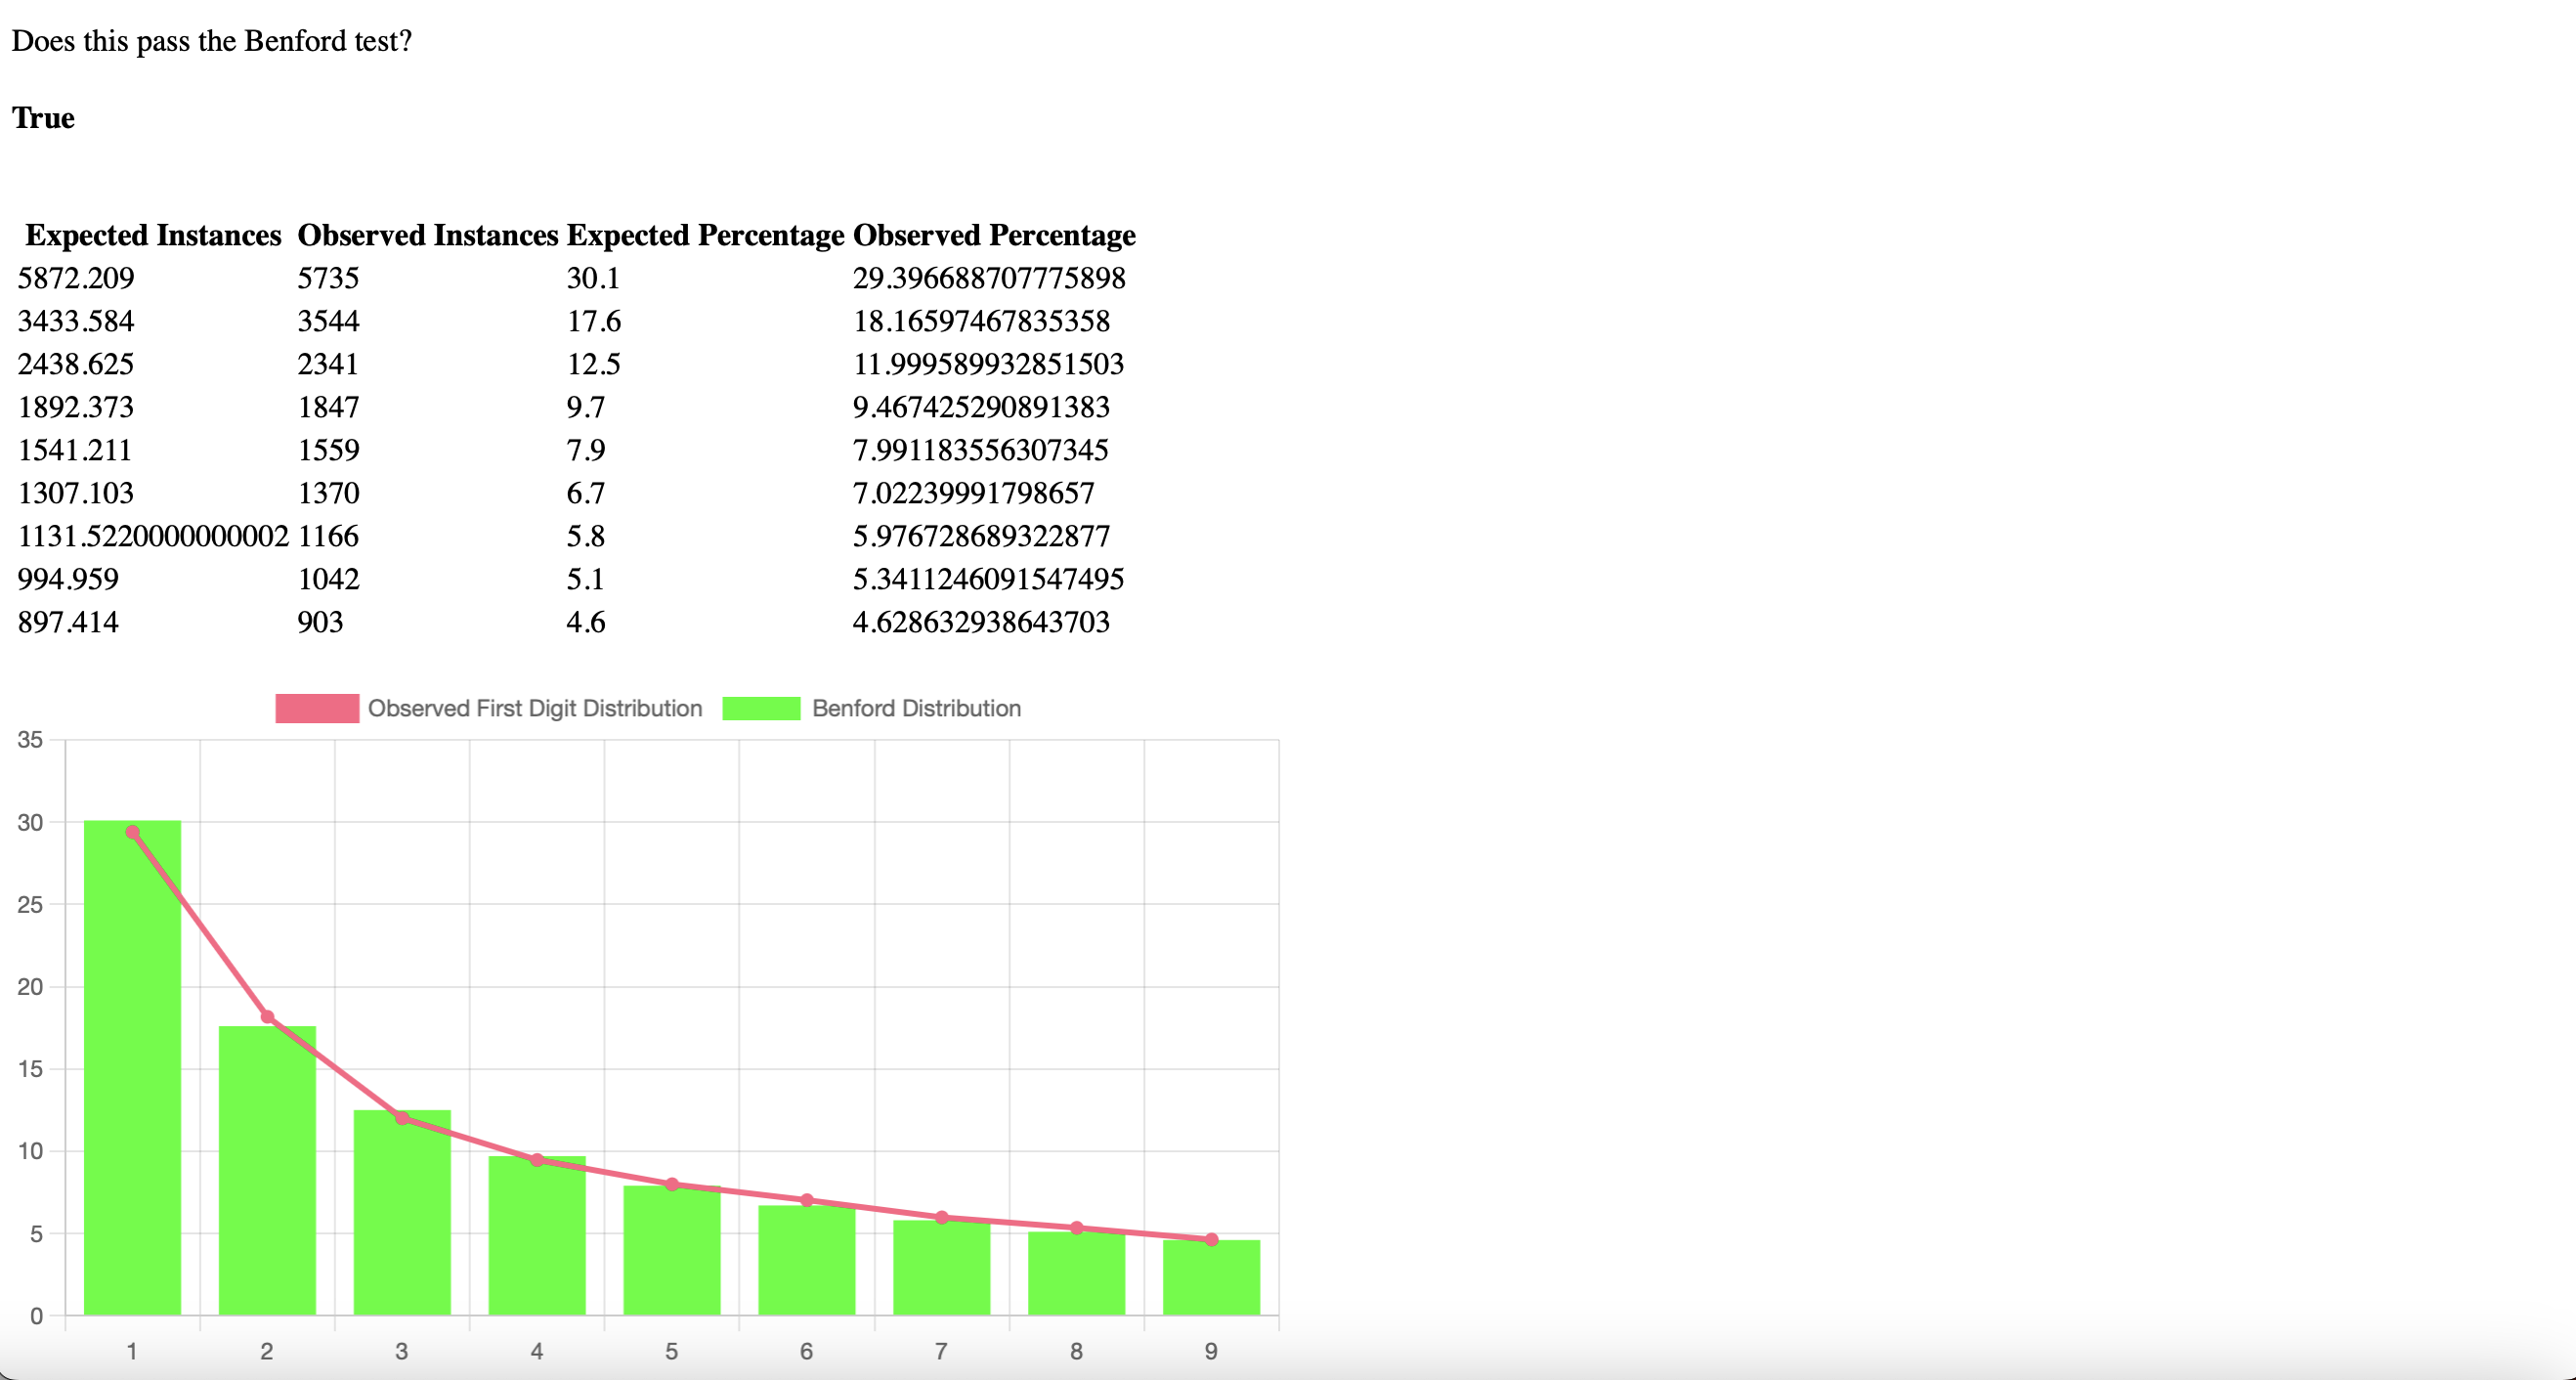 Does this pass the Benford test?
True
Expected Instances Observed Instances Expected Percentage Observed Percentage
5872.209 5735 30.1 29.396688707775898
3433.584 3544 17.6 18.16597467835358
2438.625 2341 12.5 11.999589932851503
1892.373 1847 9.7 9.467425290891383
1541.211 1559 7.9 7.991183556307345
1307.103 1370 6.7 7.02239991798657
1131.5220000000002 1166 5.8 5.976728689322877
994.959 1042 5.1 5.3411246091547495
897.414 903 4.6 4.628632938643703
Observed First Digit Distribution Benford Distribution
35
30
25
20
15
10
5
0
1 2 3 4 5 6 7 8 9